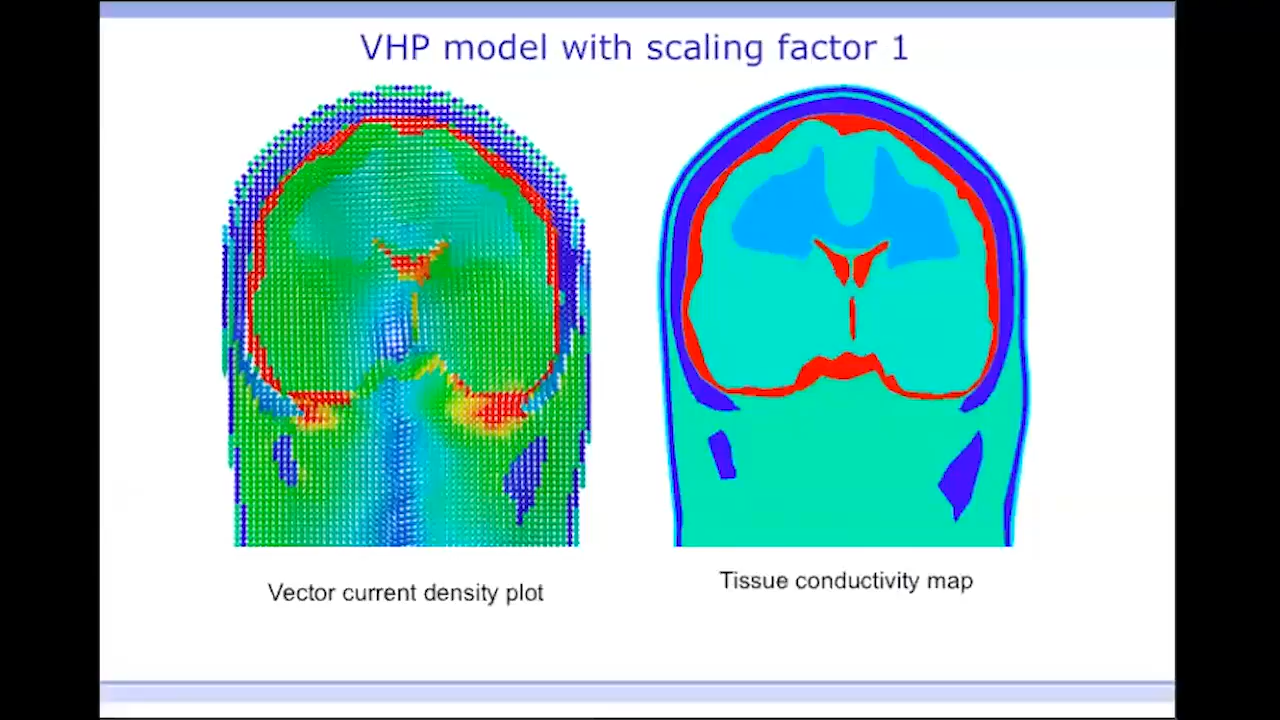 VHP model with scaling factor 1
Vector current density plot
Tissue conductivity map